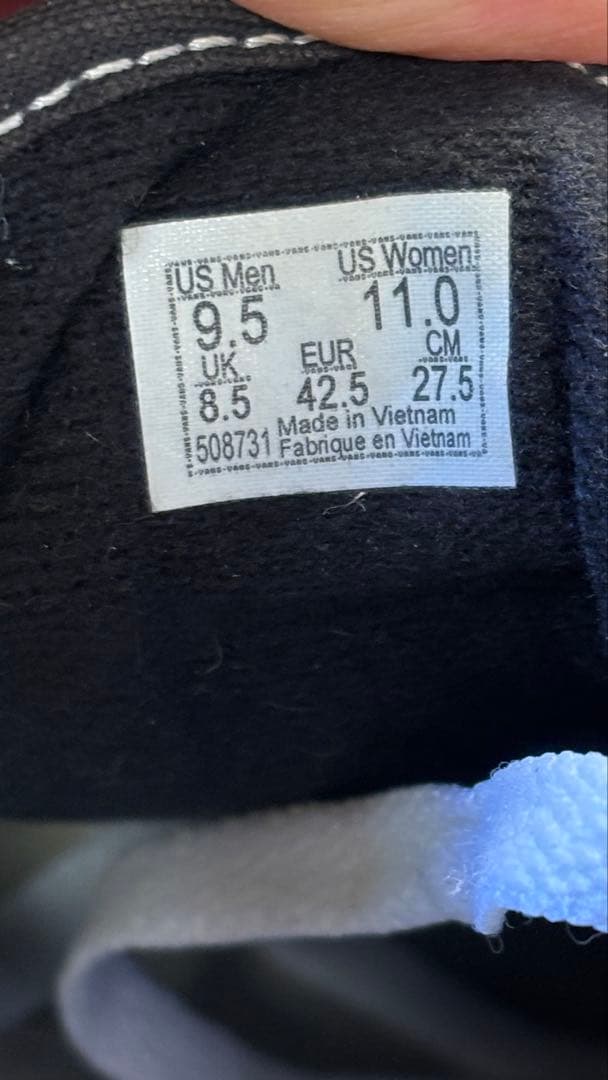 US Men US Women
9.5 11.0
UK EUR CM
8.5 42.5 27.5
Made in Vietnam
508731 Fabrique en Vietnam